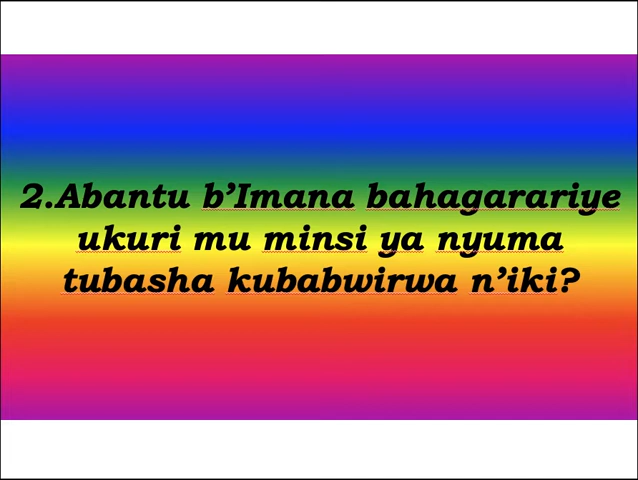 2.Abantu b’Imana bahagarariye
ukuri mu minsi ya nyuma
tubasha kubabwirwa n’iki?